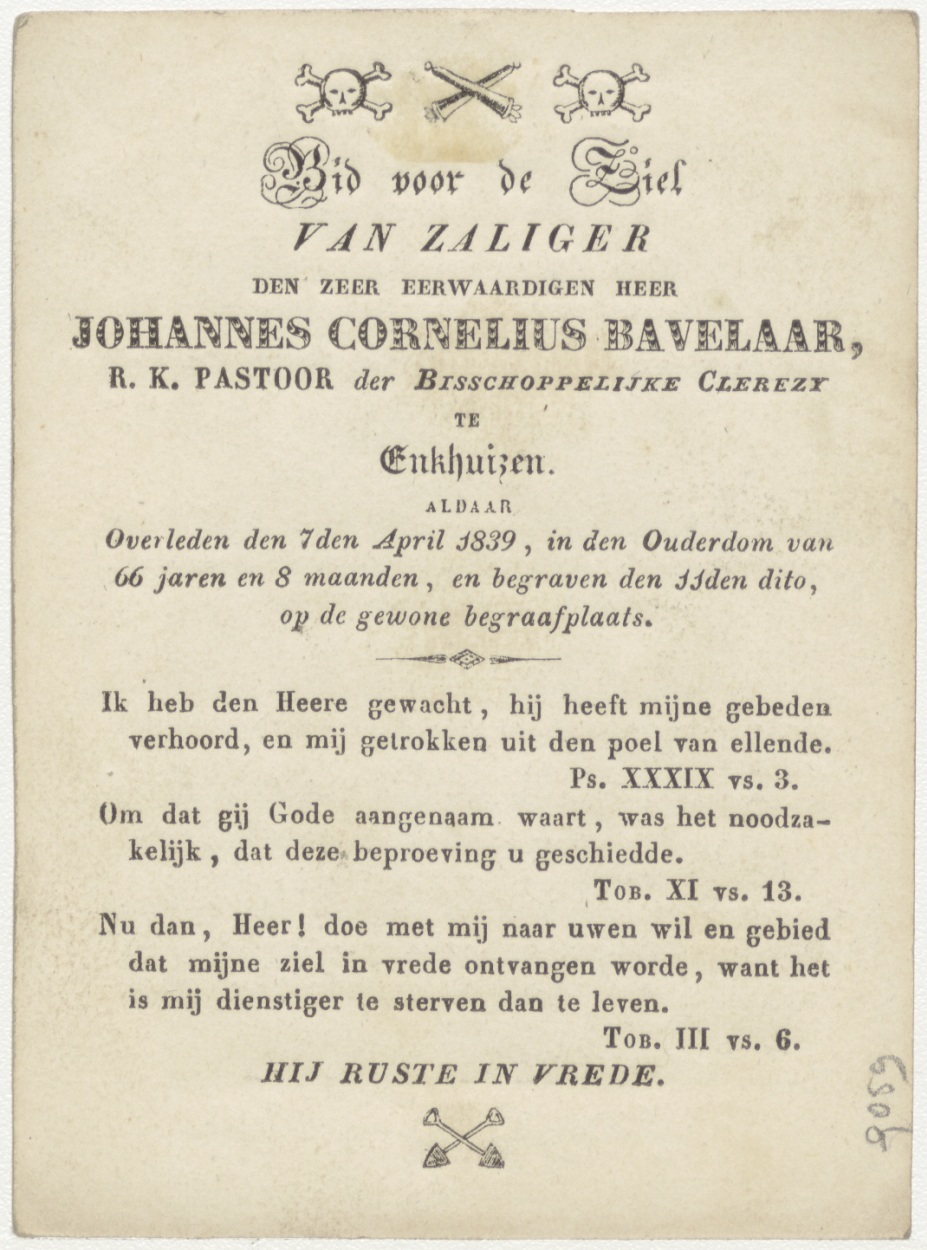 Bid voor de Ziel
VAN ZALIGER
DEN ZEER EERWAARDIGEN HEER
JOHANNES CORNELIUS BAVELAAR,
R. K. PASTOOR der BISSCHOPPELIJKE CLEREZY
TE
Enkhuizen.
ALDAAR
Overleden den 7den April 1839, in den Ouderdom van
66 jaren en 8 maanden, en begraven den 11den dito,
op de gewone begraafplaats.
Ik heb den Heere gewacht, hij heeft mijne gebeden
verhoord, en mij getrokken uit den poel van ellende.
Ps. XXXIX vs. 3.
Om dat gij Gode aangenaam waart, was het noodza-
kelijk, dat deze beproeving u geschiedde.
TOB. XI vs. 13.
Nu dan, Heer! doe met mij naar uwen wil en gebied
dat mijne ziel in vrede ontvangen worde, want het
is mij dienstiger te sterven dan te leven.
TOB. III vs. 6.
HIJ RUSTE IN VREDE.